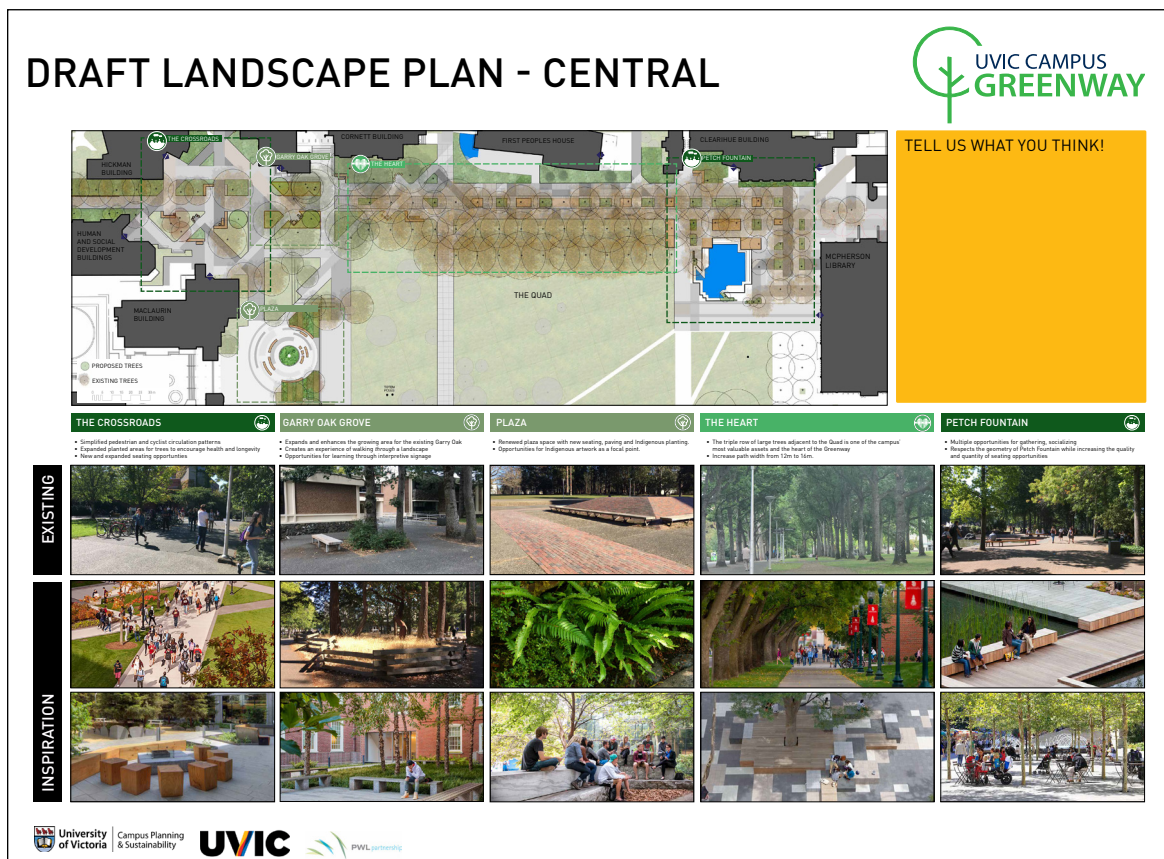 DRAFT LANDSCAPE PLAN - CENTRAL
UVIC CAMPUS
GREENWAY
THE CROSSROADS
HICKMAN
BUILDING
GARRY OAK GROVE
CORNETT BUILDING
THE HEART
FIRST PEOPLES HOUSE
CLEARIHUE BUILDING
PETCH FOUNTAIN
HUMAN
AND SOCIAL
DEVELOPMENT
BUILDINGS
MCPHERSON
LIBRARY
MACLAURIN
BUILDING
PLAZA
THE QUAD
PROPOSED TREES
EXISTING TREES
TELL US WHAT YOU THINK!
THE CROSSROADS
• Simplified pedestrian and cyclist circulation patterns
• Expanded planted areas for trees to encourage health and longevity
• New and expanded seating opportunties
GARRY OAK GROVE
• Expands and enhances the growing area for the existing Garry Oak
• Creates an experience of walking through a landscape
• Opportunities for learning through interpretive signage
PLAZA
• Renewed plaza space with new seating, paving and Indigenous planting.
• Opportunities for Indigenous artwork as a focal point.
THE HEART
• The triple row of large trees adjacent to the Quad is one of the campus'
most valuable assets and the heart of the Greenway
• Increase path width from 12m to 16m.
PETCH FOUNTAIN
• Multiple opportunities for gathering, socializing
• Respects the geometry of Petch Fountain while increasing the quality
and quantity of seating opportunities
EXISTING
INSPIRATION
University
of Victoria
Campus Planning
& Sustainability
UVIC
PWL partnership